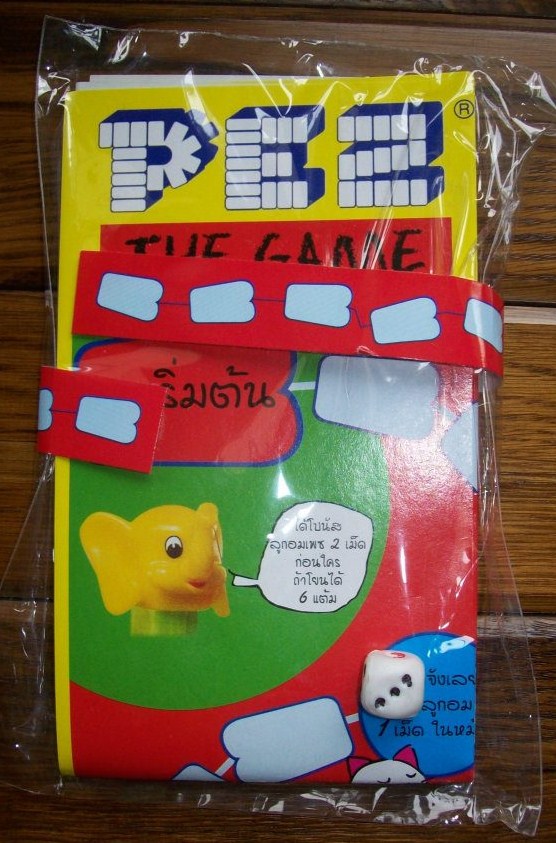 PEZ®
THE GAME
ริ่มต้น
ได้โบนัส
ลูกอมเพซ 2 เม็ด
ก่อนใคร
ถ้าโยนได้
6 แต้ม
จังเลย
ลูกอม
1 เม็ด ในหม